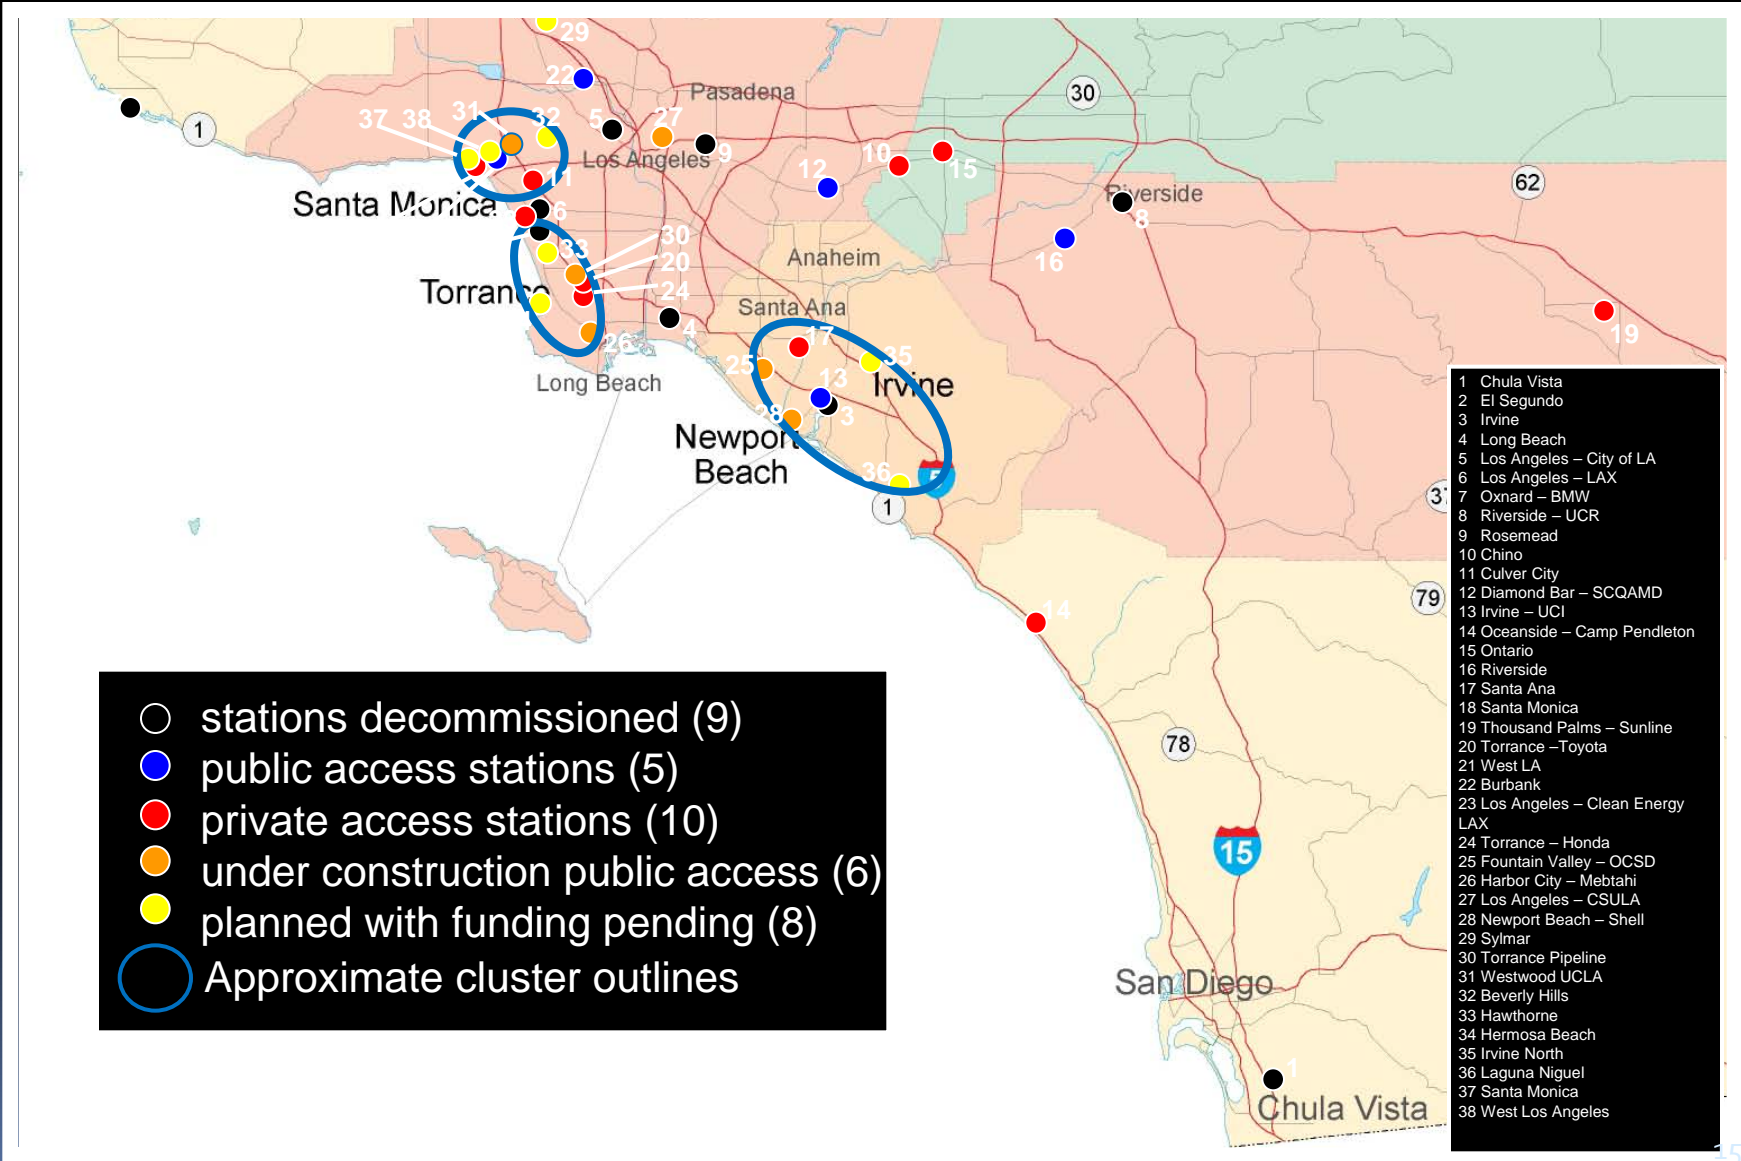 29
22
Pasadena
30
1
37
38
31
32
5
27
Los Angeles
9
12
10
15
62
11
Santa Monica
6
Riverside
8
33
30
20
24
Anaheim
16
Torrance
Santa Ana
4
26
17
35
19
25
13
Irvine
Long Beach
28
3
Newport
Beach
36
5
1
37
14
79
78
15
San Diego
1
Chula Vista
stations decommissioned (9)
public access stations (5)
private access stations (10)
under construction public access (6)
planned with funding pending (8)
Approximate cluster outlines
1 Chula Vista
2 El Segundo
3 Irvine
4 Long Beach
5 Los Angeles – City of LA
6 Los Angeles – LAX
7 Oxnard – BMW
8 Riverside – UCR
9 Rosemead
10 Chino
11 Culver City
12 Diamond Bar – SCQAMD
13 Irvine – UCI
14 Oceanside – Camp Pendleton
15 Ontario
16 Riverside
17 Santa Ana
18 Santa Monica
19 Thousand Palms – Sunline
20 Torrance –Toyota
21 West LA
22 Burbank
23 Los Angeles – Clean Energy
LAX
24 Torrance – Honda
25 Fountain Valley – OCSD
26 Harbor City – Mebtahi
27 Los Angeles – CSULA
28 Newport Beach – Shell
29 Sylmar
30 Torrance Pipeline
31 Westwood UCLA
32 Beverly Hills
33 Hawthorne
34 Hermosa Beach
35 Irvine North
36 Laguna Niguel
37 Santa Monica
38 West Los Angeles
15